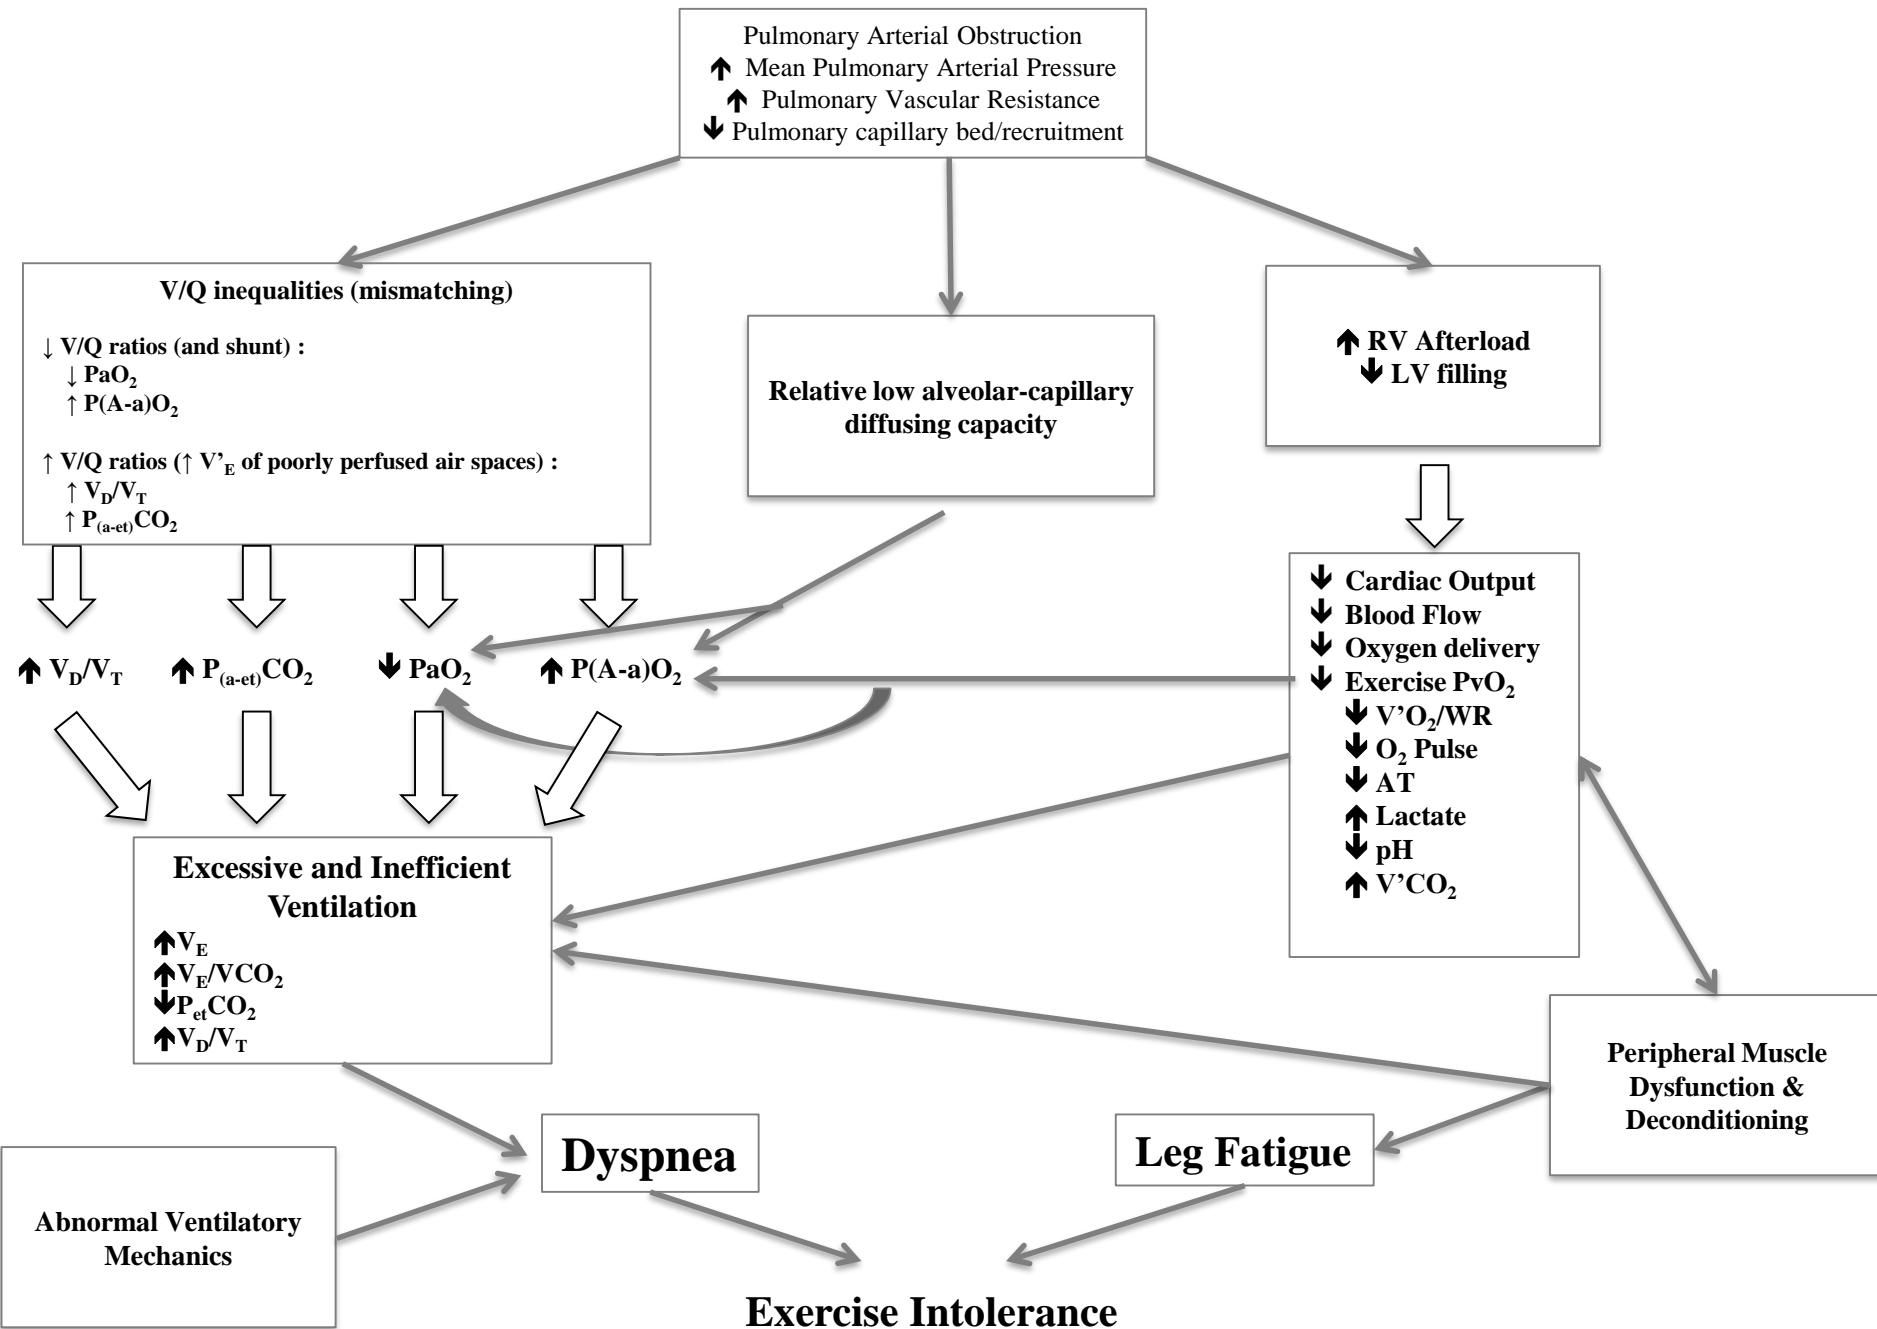 Pulmonary Arterial Obstruction
↑ Mean Pulmonary Arterial Pressure
↑ Pulmonary Vascular Resistance
↓ Pulmonary capillary bed/recruitment
V/Q inequalities (mismatching)
↓ V/Q ratios (and shunt) :
↓ PaO₂
↑ P(A-a)O₂
↑ V/Q ratios (↑ V’E of poorly perfused air spaces) :
↑ VD/VT
↑ P(a-et)CO₂
Relative low alveolar-capillary
diffusing capacity
↑ RV Afterload
↓ LV filling
↑ VD/VT
↑ P(a-et)CO₂
↓ PaO₂
↑ P(A-a)O₂
↓ Cardiac Output
↓ Blood Flow
↓ Oxygen delivery
↓ Exercise PvO₂
↓ V’O₂/WR
↓ O₂ Pulse
↓ AT
↑ Lactate
↓ pH
↑ V’CO₂
Excessive and Inefficient
Ventilation
↑VE
↑VE/VCO₂
↓PetCO₂
↑VD/VT
Peripheral Muscle
Dysfunction &
Deconditioning
Dyspnea
Leg Fatigue
Abnormal Ventilatory
Mechanics
Exercise Intolerance